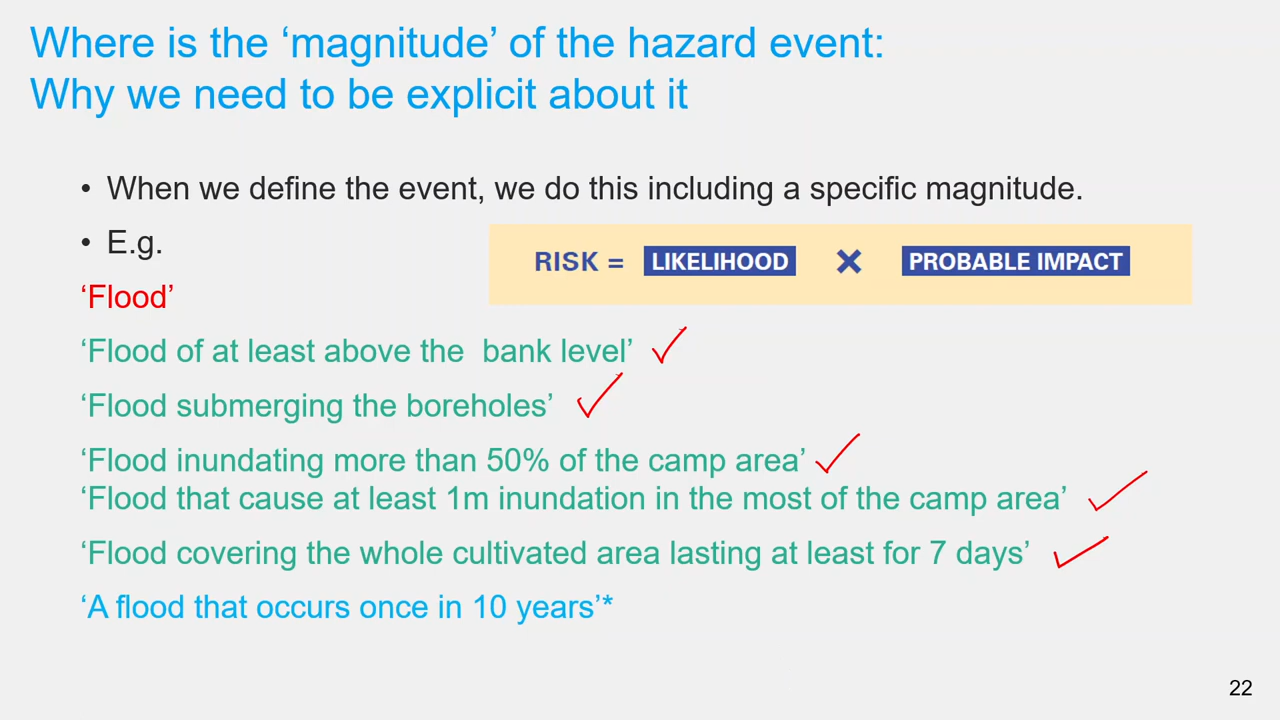 Where is the ‘magnitude’ of the hazard event:
Why we need to be explicit about it
• When we define the event, we do this including a specific magnitude.
• E.g.
RISK = LIKELIHOOD × PROBABLE IMPACT
‘Flood’
‘Flood of at least above the bank level’
‘Flood submerging the boreholes’
‘Flood inundating more than 50% of the camp area’
‘Flood that cause at least 1m inundation in the most of the camp area’
‘Flood covering the whole cultivated area lasting at least for 7 days’
‘A flood that occurs once in 10 years’*
22